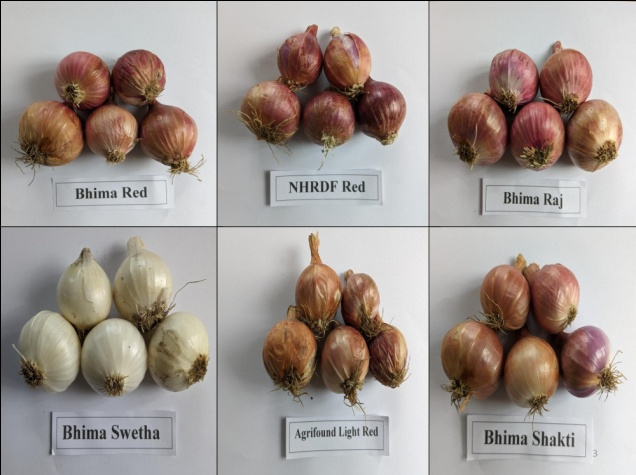 Bhima Red
NHRDF Red
Bhima Raj
Bhima Swetha
Agrifound Light Red
Bhima Shakti
3